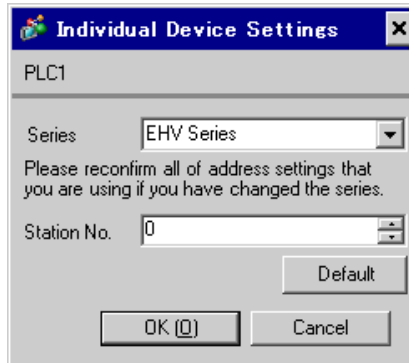 Individual Device Settings
PLC1
Series EHV Series
Please reconfirm all of address settings that
you are using if you have changed the series.
Station No. 0
Default
OK (O) Cancel